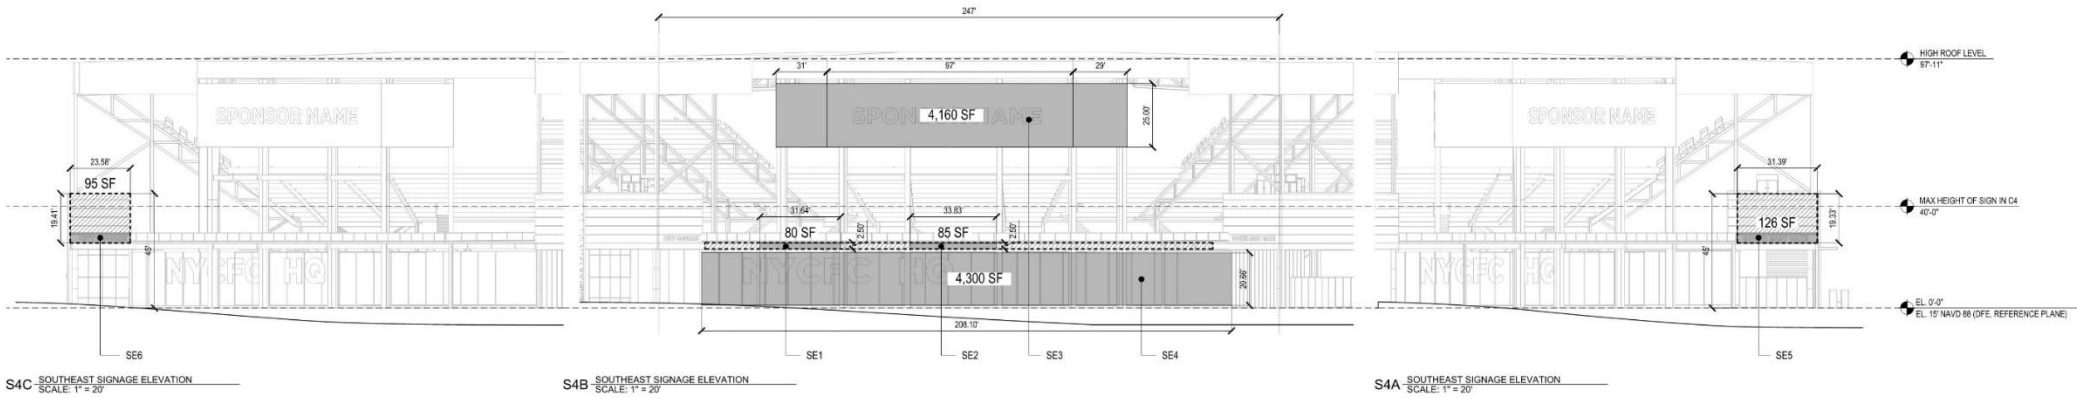 247'
HIGH ROOF LEVEL
97'-11"
31'
97'
29'
SPONSOR NAME
SPONSOR NAME
4,160 SF
25.00'
SPONSOR NAME
23.58'
95 SF
19.41'
45'
31.39'
126 SF
19.33'
45'
MAX HEIGHT OF SIGN IN C4
40'-0"
31.64'
33.83'
80 SF
2.50'
85 SF
2.50'
NYCFC HQ
NYCFC HQ
4,300 SF
20.66'
NYCFC HQ
EL. 0'-0"
EL. 15' NAVD 88 (DFE, REFERENCE PLANE)
208.10'
SE6
SE1
SE2
SE3
SE4
SE5
S4C SOUTHEAST SIGNAGE ELEVATION
SCALE: 1" = 20'
S4B SOUTHEAST SIGNAGE ELEVATION
SCALE: 1" = 20'
S4A SOUTHEAST SIGNAGE ELEVATION
SCALE: 1" = 20'